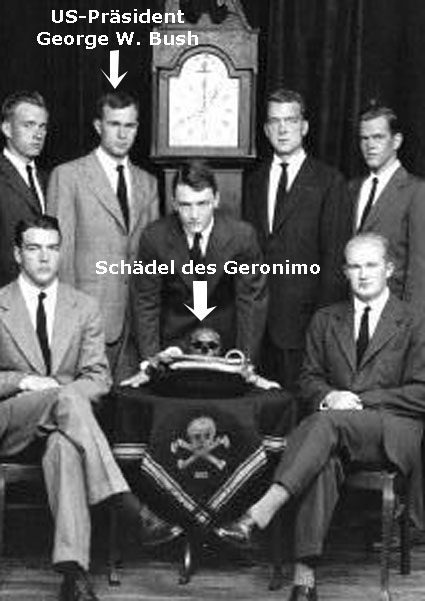 US-Präsident
George W. Bush
Schädel des Geronimo